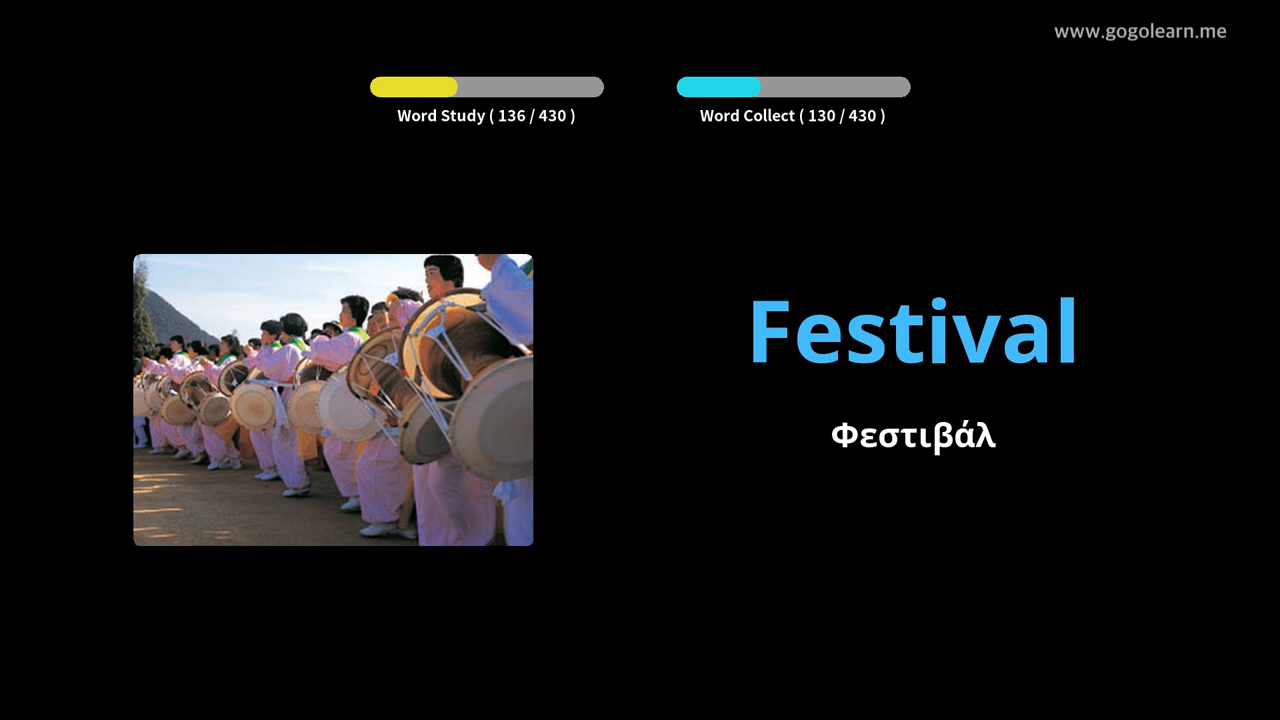 www.gogolearn.me
Word Study ( 136 / 430 )
Word Collect ( 130 / 430 )
Festival
Φεστιβάλ